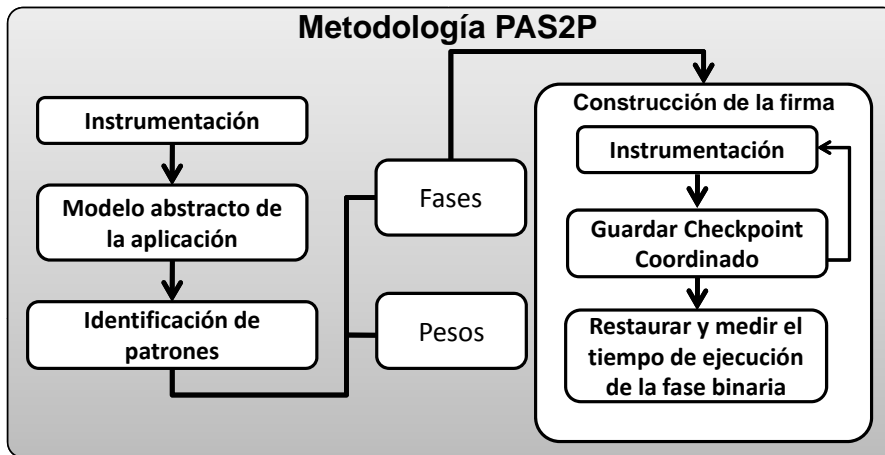 Metodología PAS2P
Instrumentación
Modelo abstracto de
la aplicación
Identificación de
patrones
Fases
Pesos
Construcción de la firma
Instrumentación
Guardar Checkpoint
Coordinado
Restaurar y medir el
tiempo de ejecución
de la fase binaria